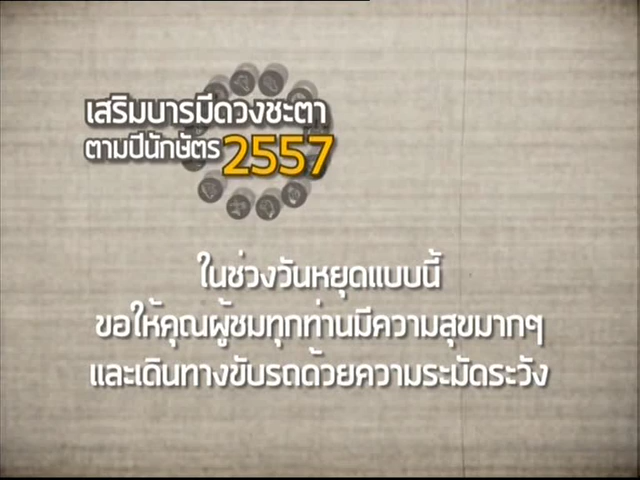 เสริมบารมีดวงชะตา
ตามปีนักษัตร 2557
ในช่วงวันหยุดแบบนี้
ขอให้คุณผู้ชมทุกท่านมีความสุขมากๆ
และเดินทางขับรถด้วยความระมัดระวัง